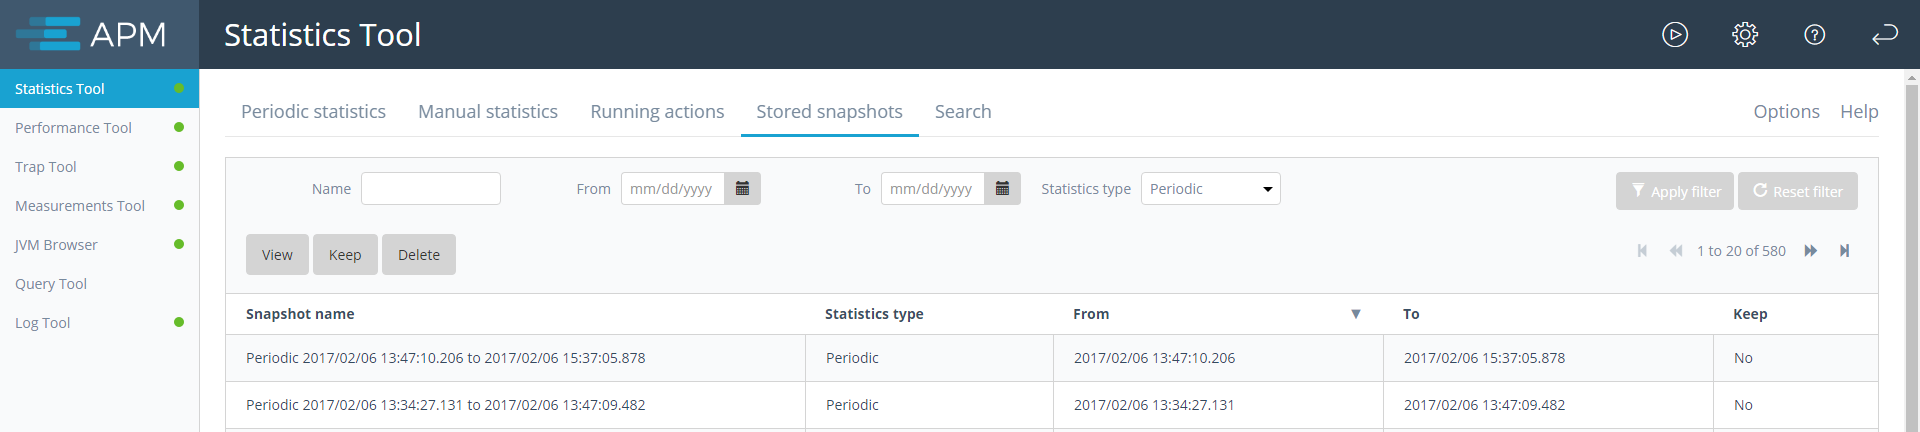 APM
Statistics Tool
Statistics Tool
Performance Tool
Trap Tool
Measurements Tool
JVM Browser
Query Tool
Log Tool
Periodic statistics Manual statistics Running actions Stored snapshots Search Options Help
Name From mm/dd/yyyy To mm/dd/yyyy Statistics type Periodic Apply filter Reset filter
View Keep Delete 1 to 20 of 580
Snapshot name Statistics type From To Keep
Periodic 2017/02/06 13:47:10.206 to 2017/02/06 15:37:05.878 Periodic 2017/02/06 13:47:10.206 2017/02/06 15:37:05.878 No
Periodic 2017/02/06 13:34:27.131 to 2017/02/06 13:47:09.482 Periodic 2017/02/06 13:34:27.131 2017/02/06 13:47:09.482 No